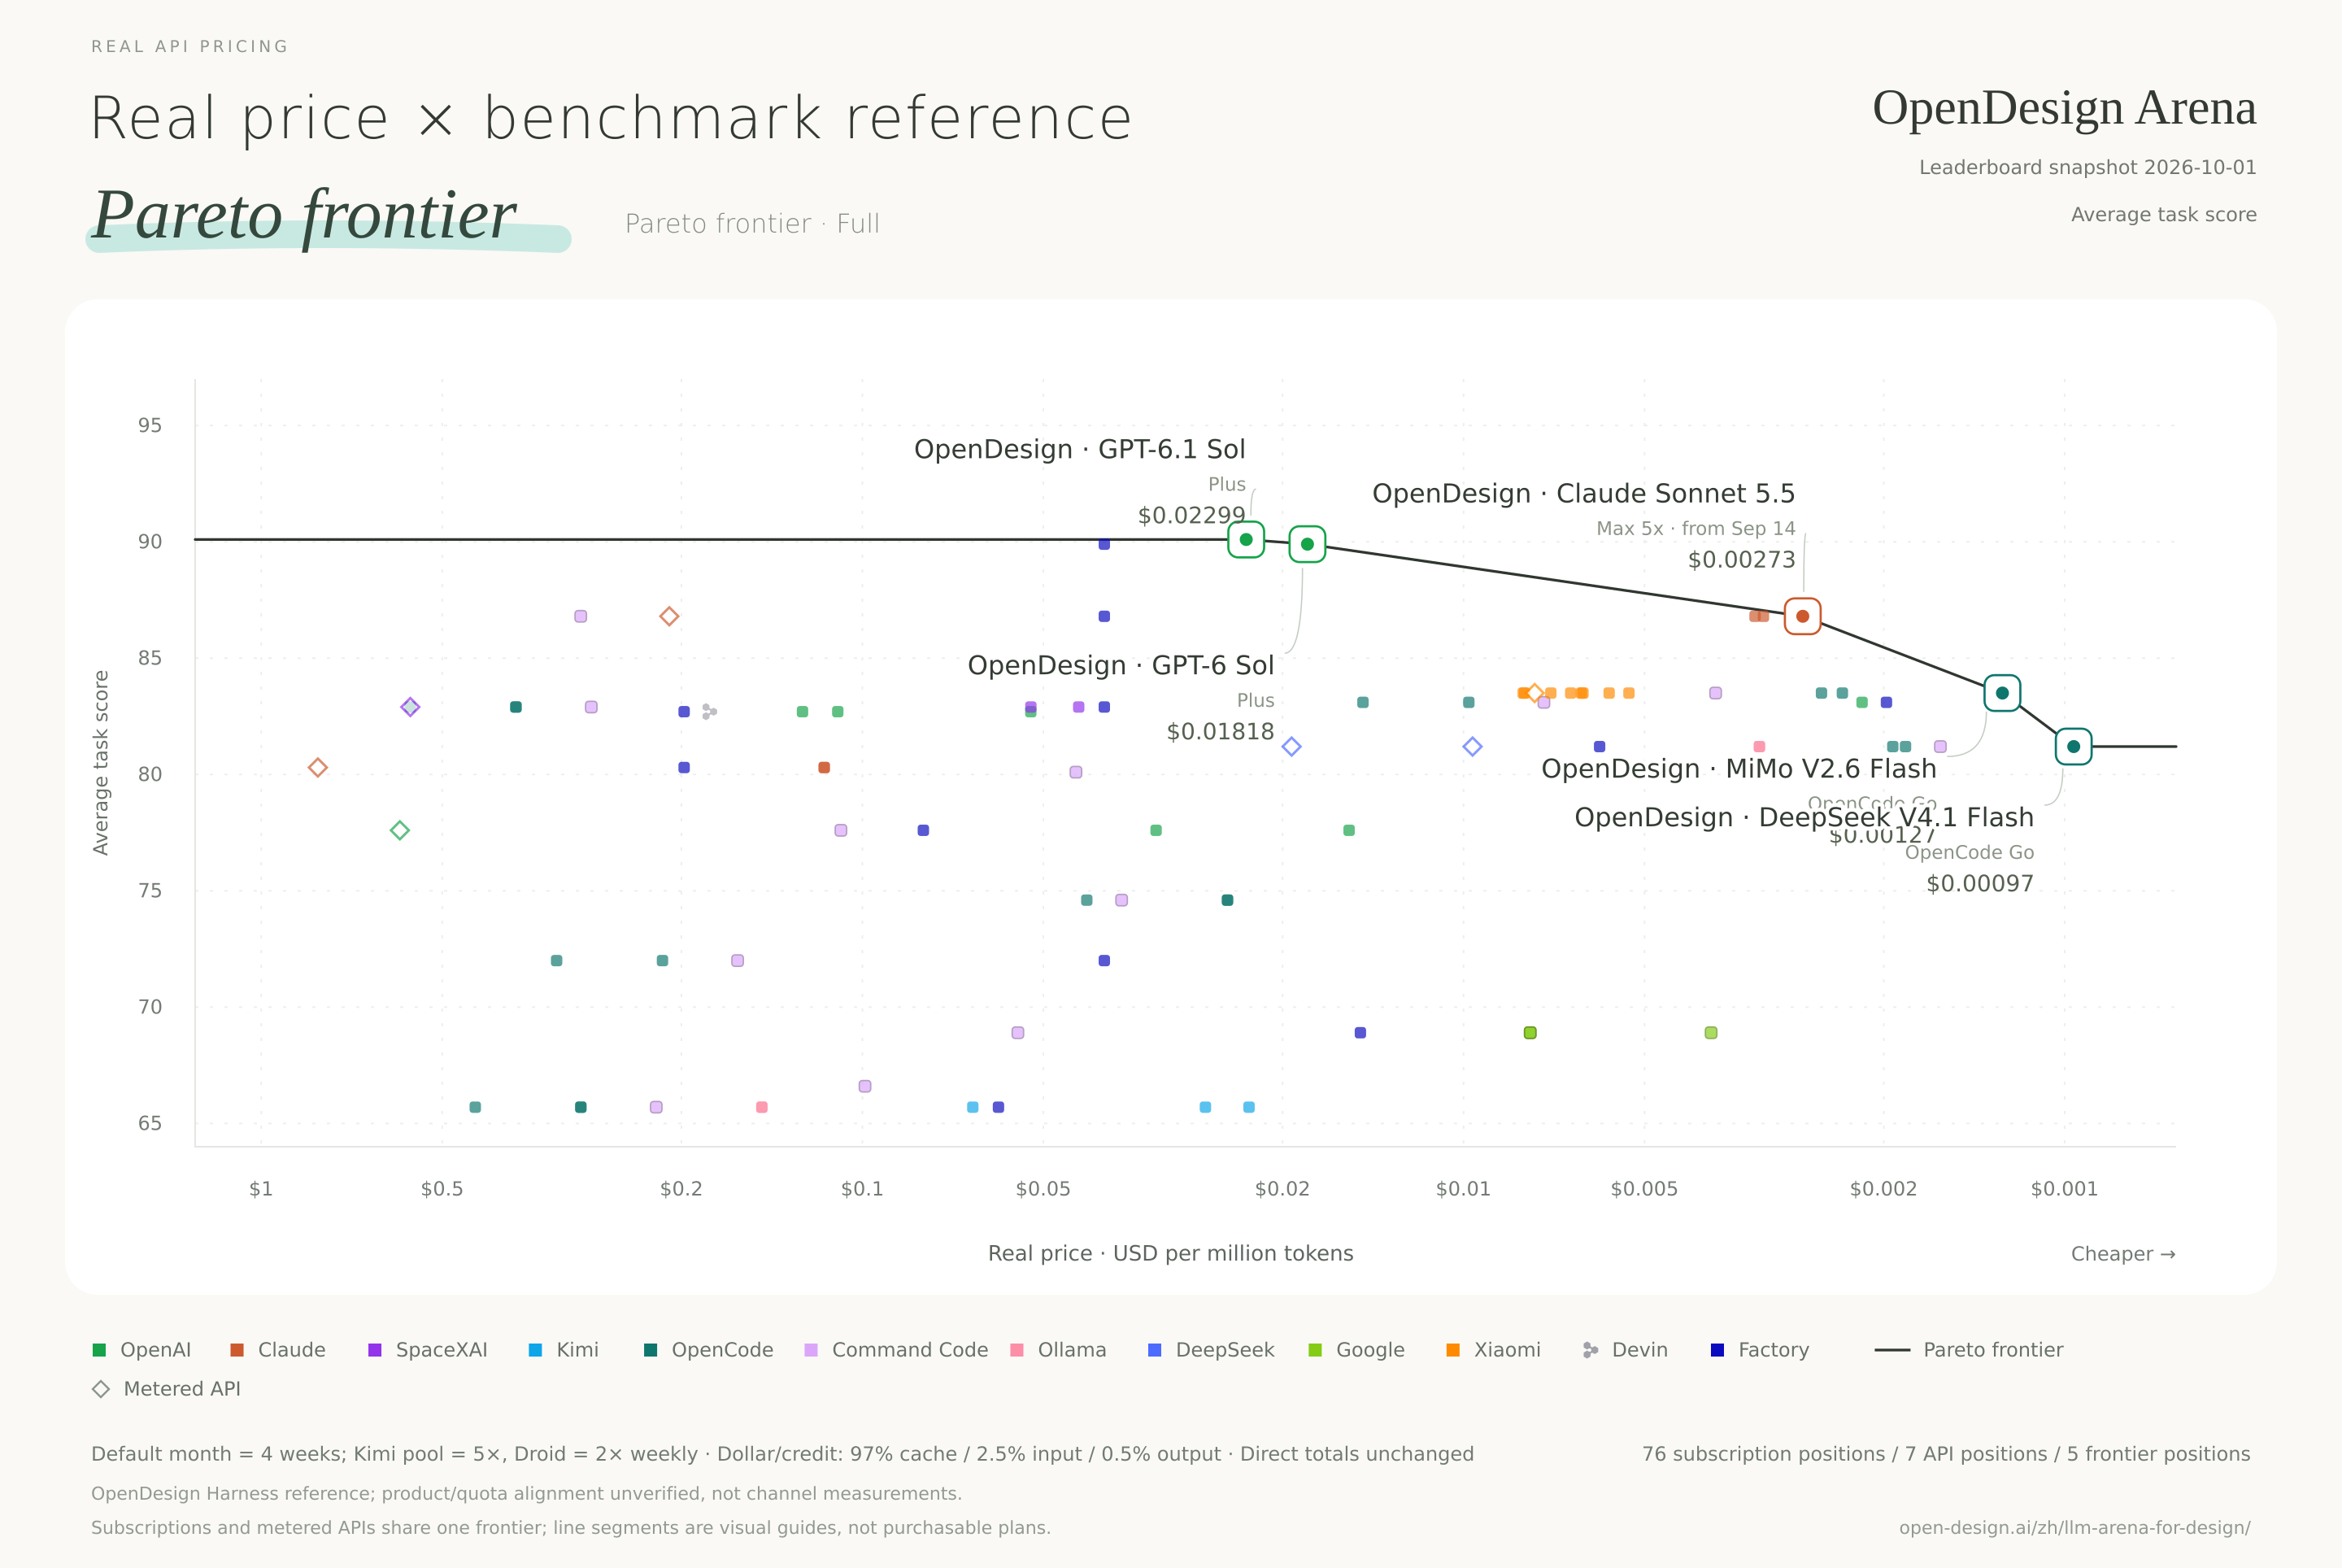 REAL API PRICING
Real price × benchmark reference
Pareto frontier
Pareto frontier · Full
OpenDesign Arena
Leaderboard snapshot 2026-10-01
Average task score
Average task score
95
90
85
80
75
70
65
OpenDesign · GPT-6.1 Sol
Plus
$0.02299
OpenDesign · Claude Sonnet 5.5
Max 5x · from Sep 14
$0.00273
OpenDesign · GPT-6 Sol
Plus
$0.01818
OpenDesign · MiMo V2.6 Flash
OpenCode Go
$0.00127
OpenDesign · DeepSeek V4.1 Flash
OpenCode Go
$0.00097
$1 $0.5 $0.2 $0.1 $0.05 $0.02 $0.01 $0.005 $0.002 $0.001
Real price · USD per million tokens
Cheaper →
OpenAI Claude SpaceXAI Kimi OpenCode Command Code Ollama DeepSeek Google Xiaomi Devin Factory Pareto frontier
Metered API
Default month = 4 weeks; Kimi pool = 5×, Droid = 2× weekly · Dollar/credit: 97% cache / 2.5% input / 0.5% output · Direct totals unchanged
76 subscription positions / 7 API positions / 5 frontier positions
OpenDesign Harness reference; product/quota alignment unverified, not channel measurements.
Subscriptions and metered APIs share one frontier; line segments are visual guides, not purchasable plans.
open-design.ai/zh/llm-arena-for-design/